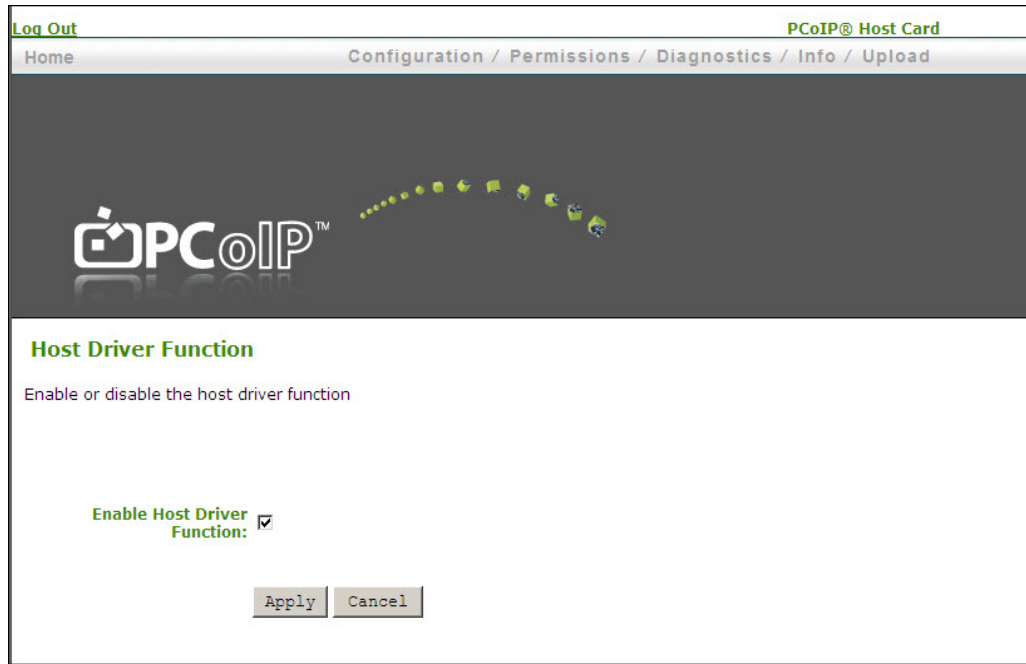 Log Out PCoIP® Host Card
Home Configuration / Permissions / Diagnostics / Info / Upload
PCoIP™
Host Driver Function
Enable or disable the host driver function
Enable Host Driver
Function:
Apply Cancel